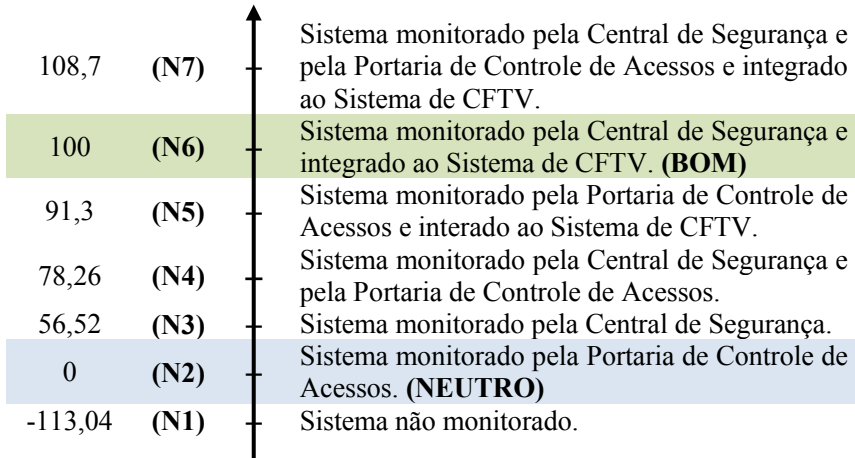 Sistema monitorado pela Central de Segurança e
108,7 (N7) pela Portaria de Controle de Acessos e integrado
ao Sistema de CFTV.
100 (N6) Sistema monitorado pela Central de Segurança e
integrado ao Sistema de CFTV. (BOM)
91,3 (N5) Sistema monitorado pela Portaria de Controle de
Acessos e interado ao Sistema de CFTV.
78,26 (N4) Sistema monitorado pela Central de Segurança e
pela Portaria de Controle de Acessos.
56,52 (N3) Sistema monitorado pela Central de Segurança.
0 (N2) Sistema monitorado pela Portaria de Controle de
Acessos. (NEUTRO)
-113,04 (N1) Sistema não monitorado.